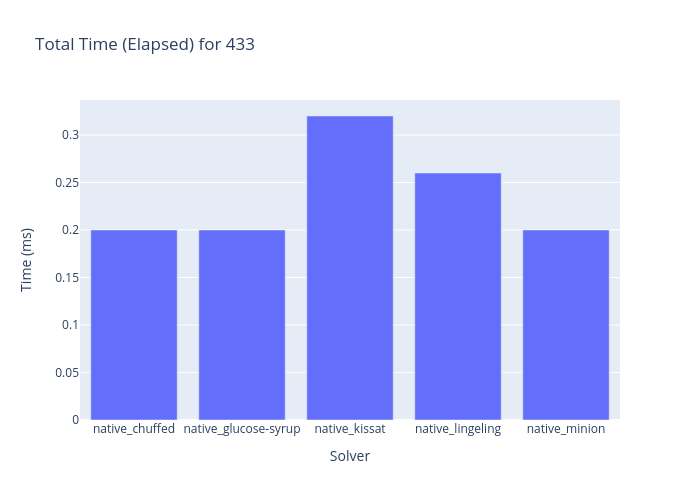 Total Time (Elapsed) for 433
Time (ms)
0.3
0.25
0.2
0.15
0.1
0.05
0
native_chuffed native_glucose-syrup native_kissat native_lingeling native_minion
Solver